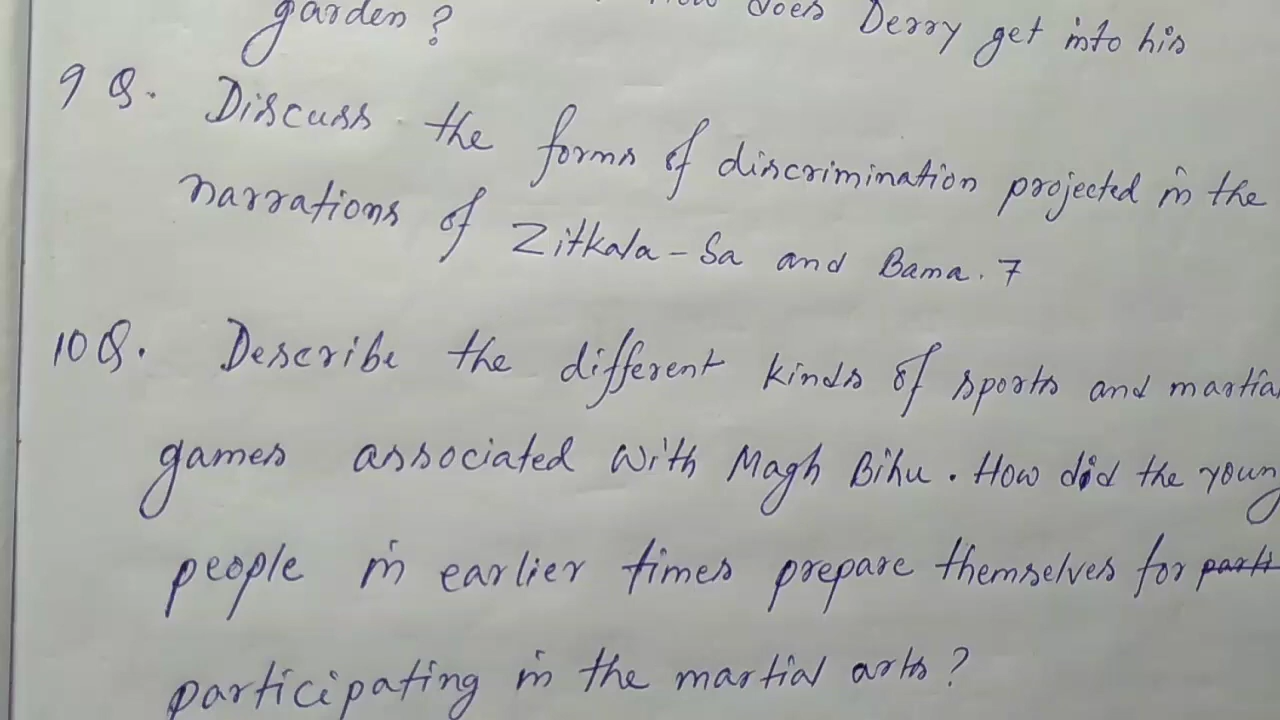 does Derry get into his
garden ?
9 Q. Discuss the forms of discrimination projected in the
narrations of Zitkala-Sa and Bama. 7
10 Q. Describe the different kinds of sports and martial
games associated with Magh Bihu. How did the young
people in earlier times prepare themselves for
participating in the martial arts ?